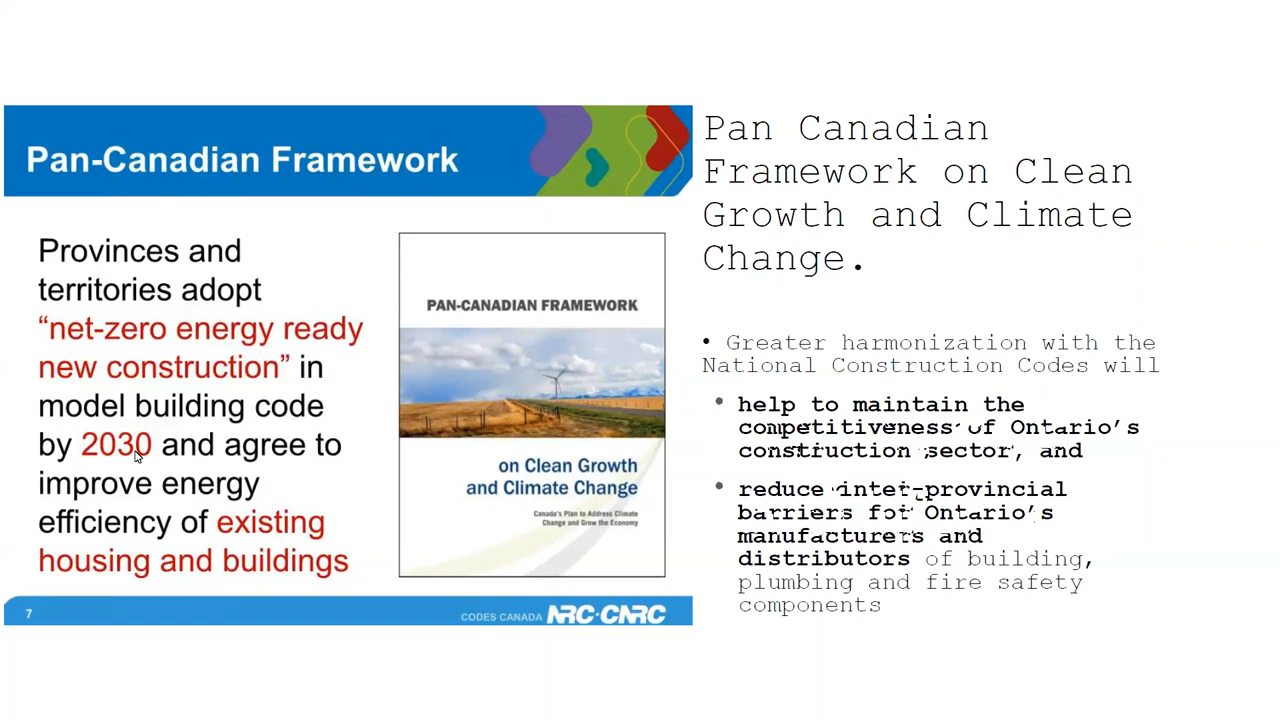 Pan-Canadian Framework
Provinces and
territories adopt
“net-zero energy ready
new construction” in
model building code
by 2030 and agree to
improve energy
efficiency of existing
housing and buildings
PAN-CANADIAN FRAMEWORK
on Clean Growth
and Climate Change
Canada's Plan to Address Climate
Change and Grow the Economy
7
CODES CANADA NRC·CNRC
Pan Canadian
Framework on Clean
Growth and Climate
Change.
• Greater harmonization with the
National Construction Codes will
• help to maintain the
competitiveness of Ontario’s
construction sector, and
• reduce inter-provincial
barriers for Ontario’s
manufacturers and
distributors of building,
plumbing and fire safety
components